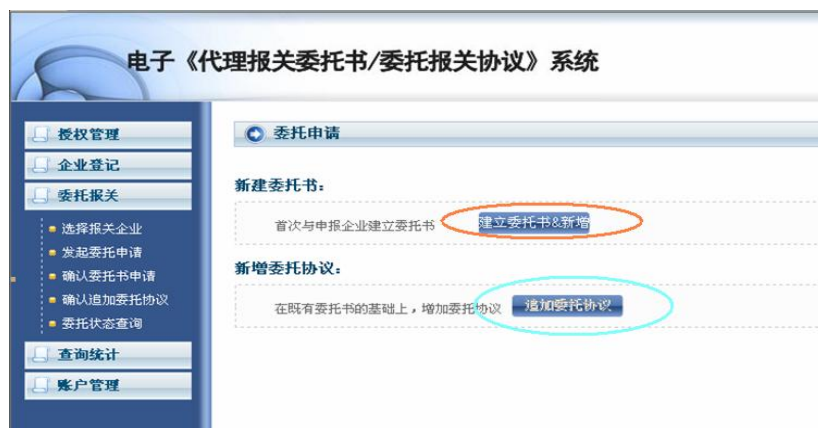 电子《代理报关委托书/委托报关协议》系统
授权管理
企业登记
委托报关
选择报关企业
发起委托申请
确认委托书申请
确认追加委托协议
委托状态查询
查询统计
账户管理
委托申请
新建委托书:
首次与申报企业建立委托书 建立委托书&新增
新增委托协议:
在既有委托书的基础上，增加委托协议 追加委托协议